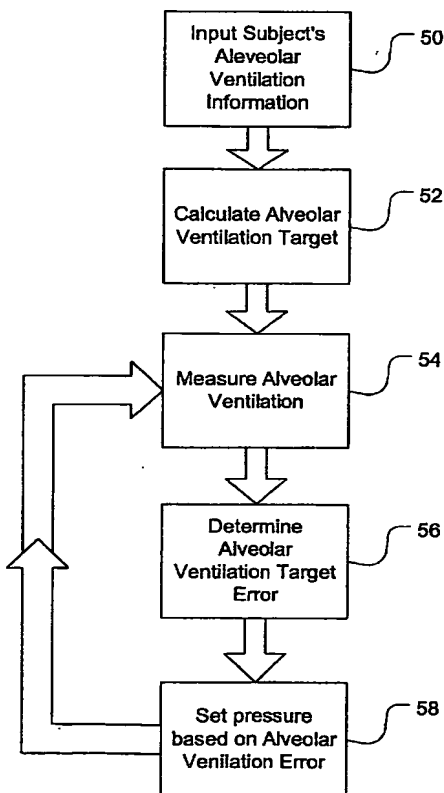 Input Subject's
Aleveolar
Ventilation
Information
50
Calculate Alveolar
Ventilation Target
52
Measure Alveolar
Ventilation
54
Determine
Alveolar
Ventilation Target
Error
56
Set pressure
based on Alveolar
Venilation Error
58